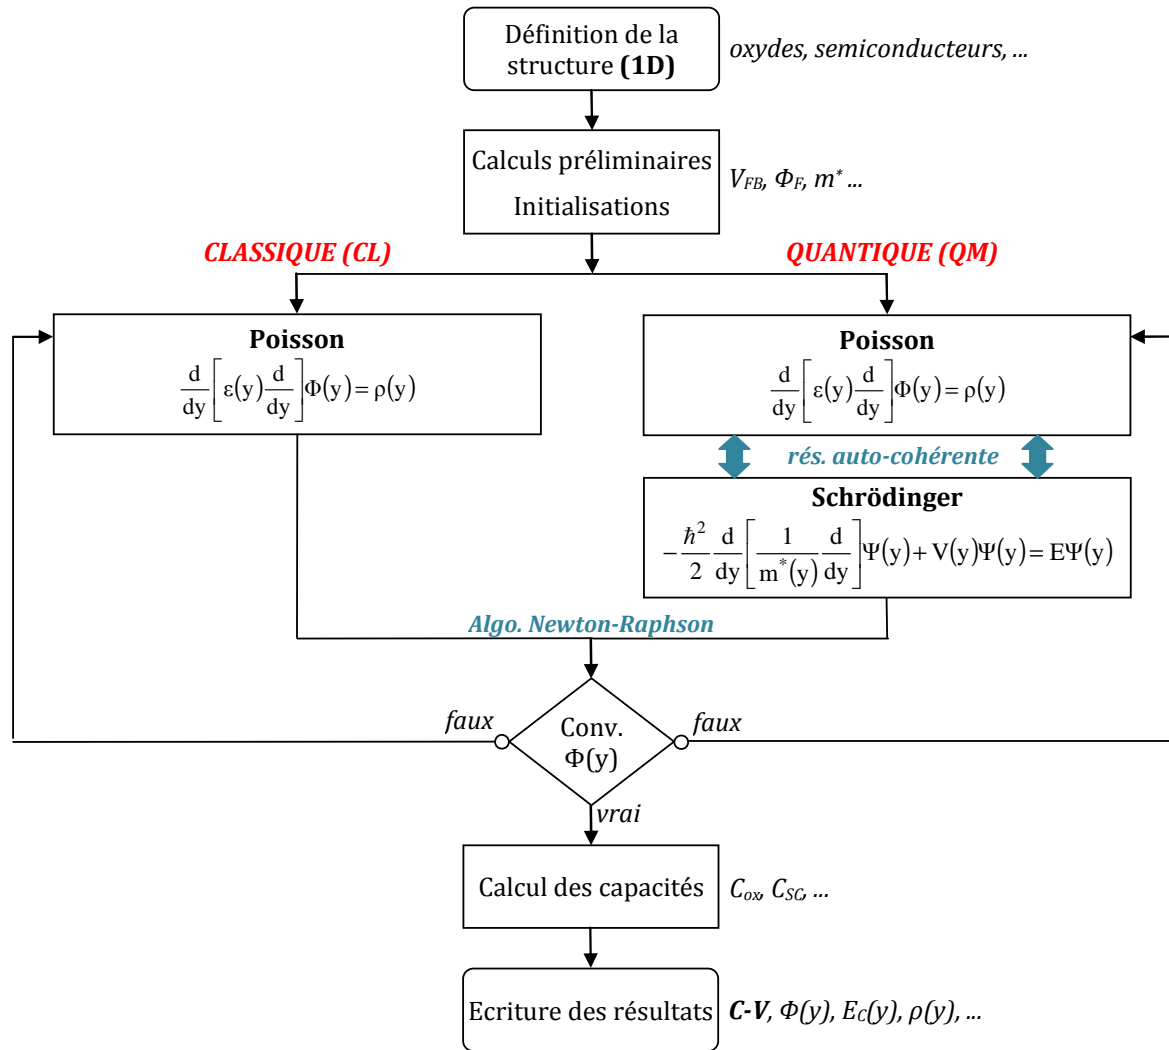 Définition de la
structure (1D)
oxydes, semiconducteurs, ...
Calculs préliminaires
Initialisations
V_FB, Φ_F, m* ...
CLASSIQUE (CL)
QUANTIQUE (QM)
Poisson
d/dy [ε(y) d/dy] Φ(y) = ρ(y)
Poisson
d/dy [ε(y) d/dy] Φ(y) = ρ(y)
rés. auto-cohérente
Schrödinger
-ℏ²/2 d/dy [1/m*(y) d/dy] Ψ(y) + V(y)Ψ(y) = EΨ(y)
Algo. Newton-Raphson
faux
Conv.
Φ(y)
faux
vrai
Calcul des capacités
C_ox, C_SC, ...
Ecriture des résultats
C-V, Φ(y), E_C(y), ρ(y), ...